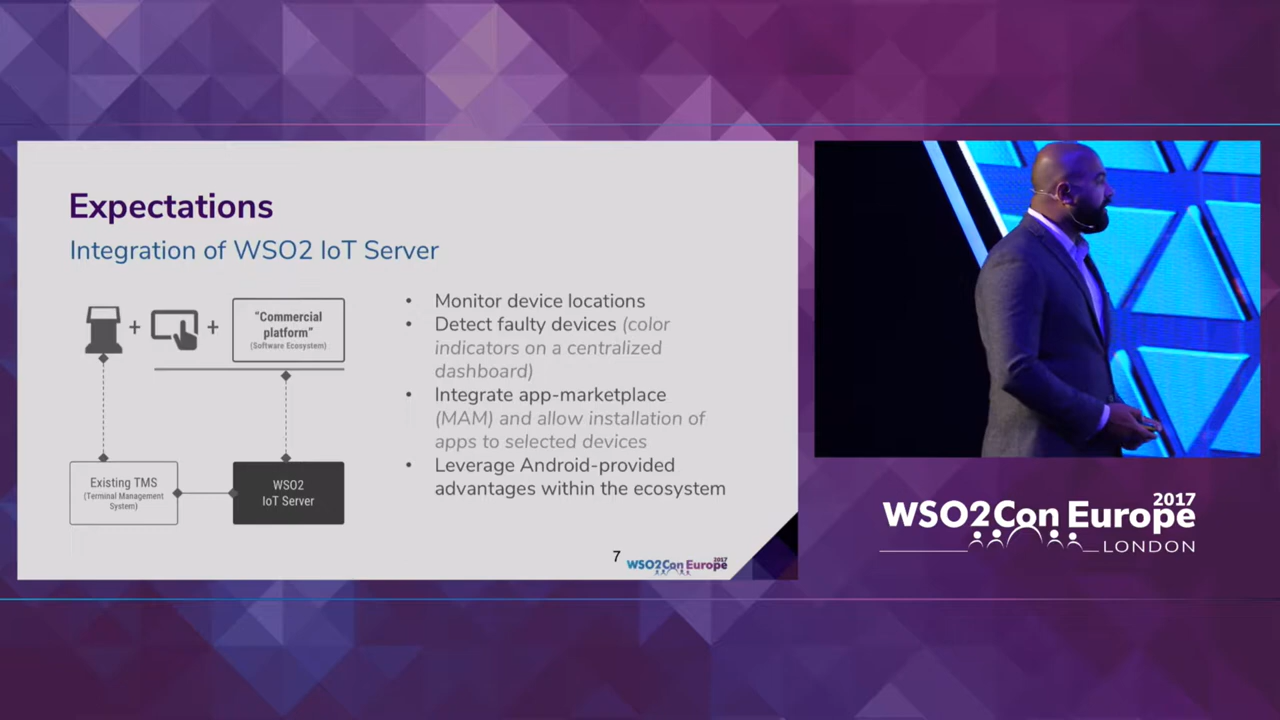 Expectations
Integration of WSO2 IoT Server
+
+
“Commercial
platform”
(Software Ecosystem)
Existing TMS
(Terminal Management
System)
WSO2
IoT Server
• Monitor device locations
• Detect faulty devices (color
indicators on a centralized
dashboard)
• Integrate app-marketplace
(MAM) and allow installation of
apps to selected devices
• Leverage Android-provided
advantages within the ecosystem
7
WSO2Con Europe 2017
2017
WSO2Con Europe
LONDON